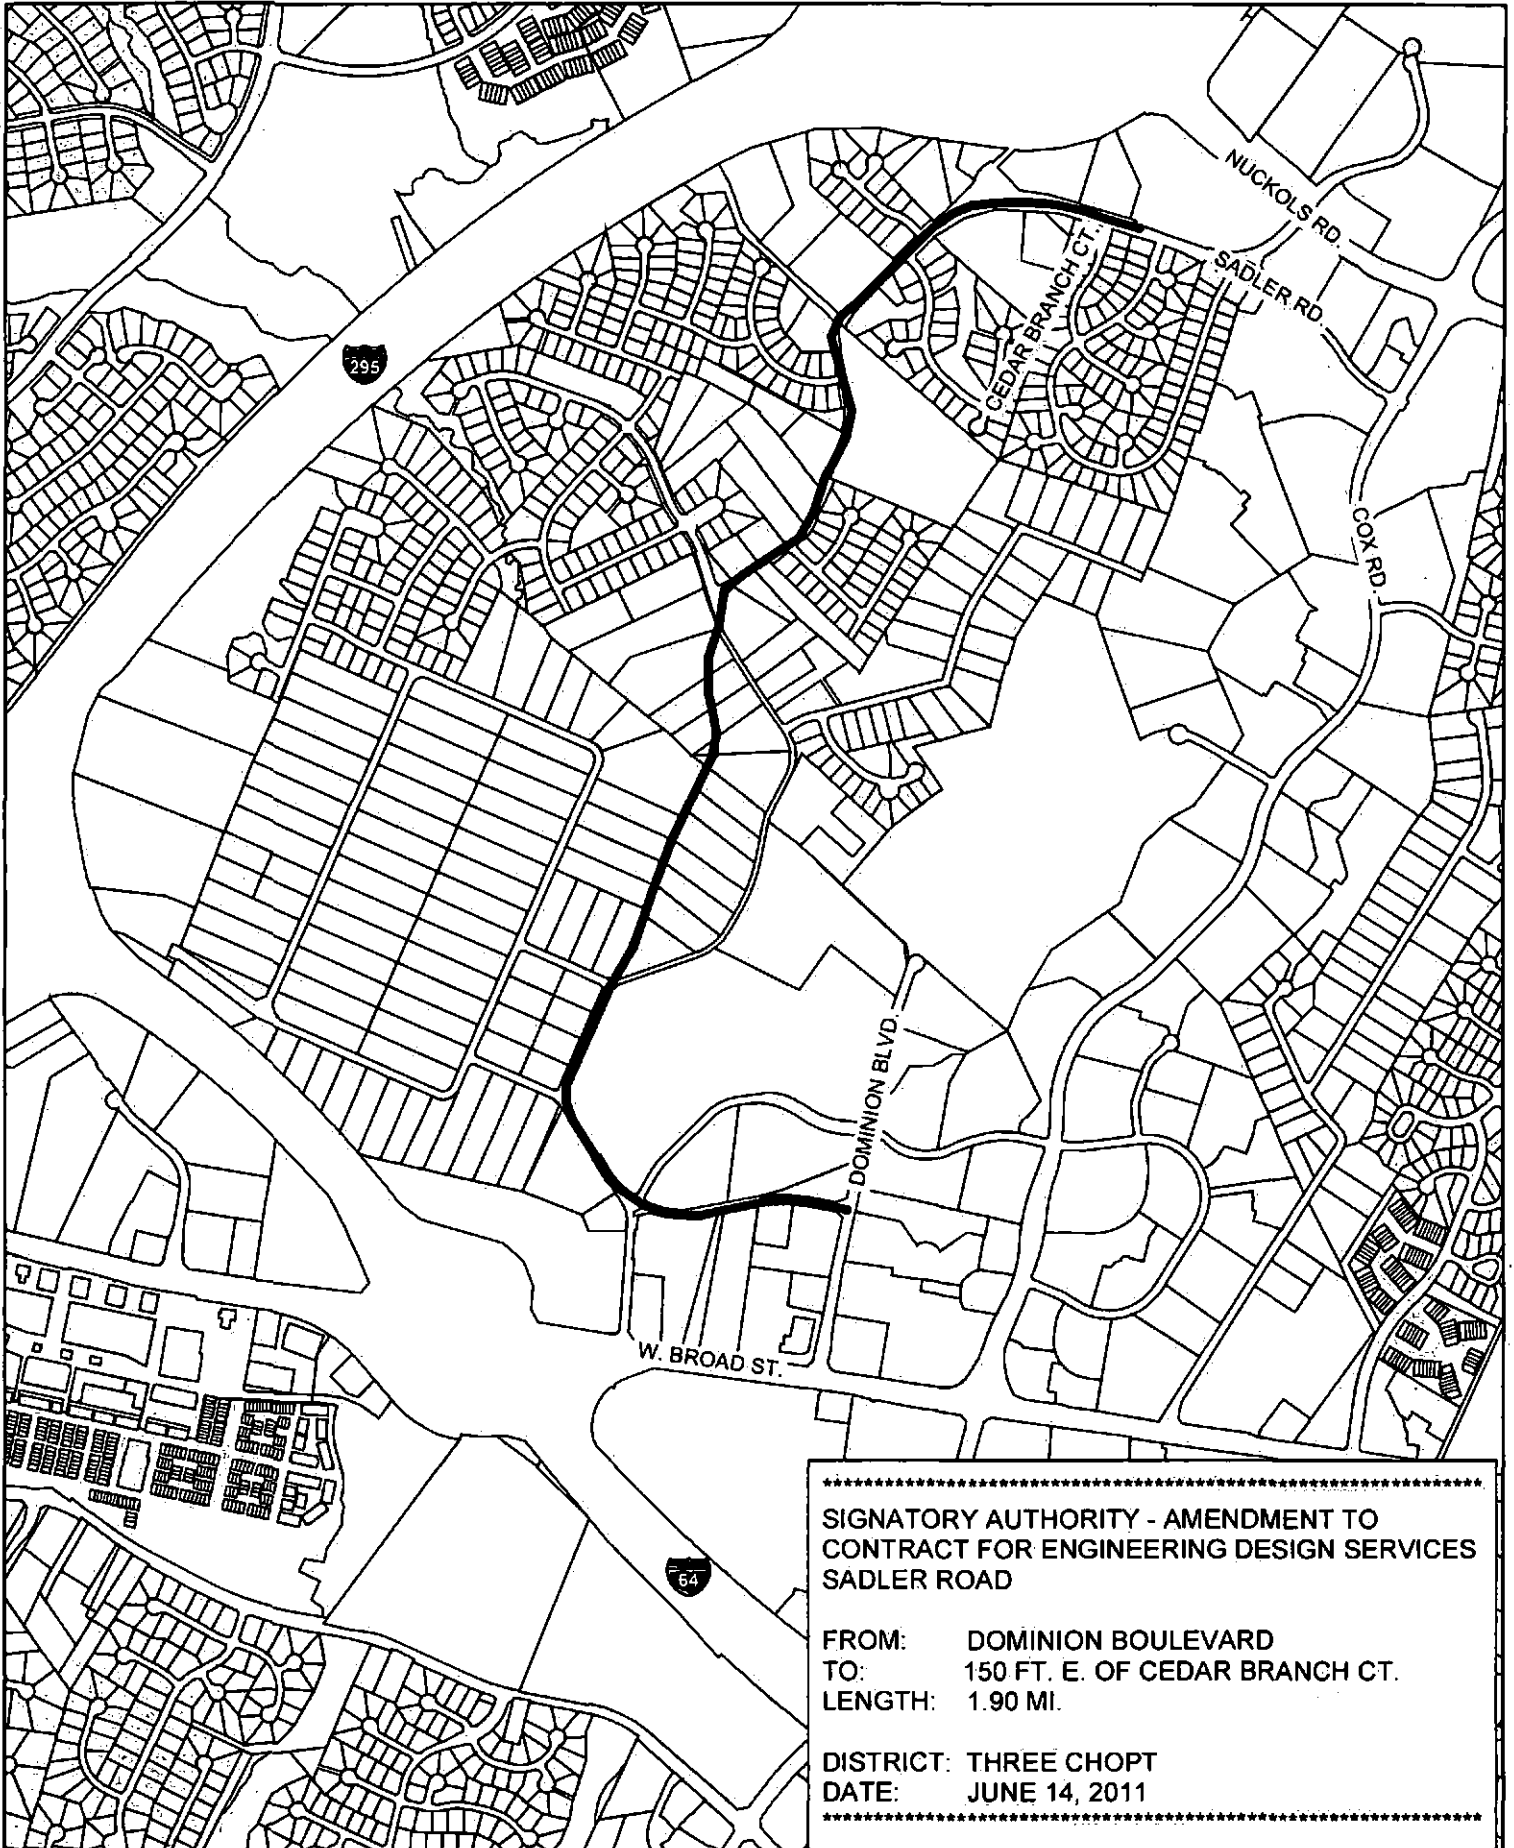 NUCKOLS RD.
SADLER RD.
CEDAR BRANCH CT.
295
COX RD.
DOMINION BLVD.
W. BROAD ST.
64
**********************************************************************************
SIGNATORY AUTHORITY - AMENDMENT TO
CONTRACT FOR ENGINEERING DESIGN SERVICES
SADLER ROAD
FROM: DOMINION BOULEVARD
TO: 150 FT. E. OF CEDAR BRANCH CT.
LENGTH: 1.90 MI.
DISTRICT: THREE CHOPT
DATE: JUNE 14, 2011
**********************************************************************************